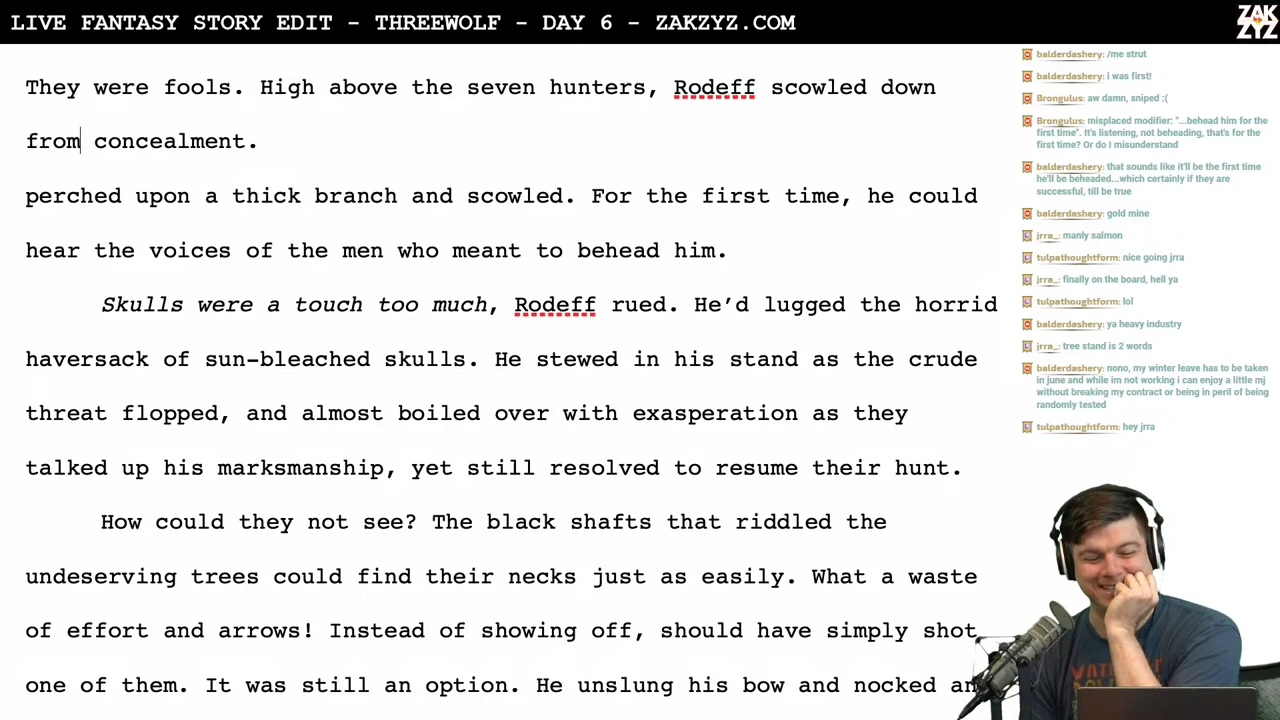 LIVE FANTASY STORY EDIT - THREEWOLF - DAY 6 - ZAKZYZ.COM
ZAK
ZYZ
They were fools. High above the seven hunters, Rodeff scowled down
from concealment.
perched upon a thick branch and scowled. For the first time, he could
hear the voices of the men who meant to behead him.
Skulls were a touch too much, Rodeff rued. He’d lugged the horrid
haversack of sun-bleached skulls. He stewed in his stand as the crude
threat flopped, and almost boiled over with exasperation as they
talked up his marksmanship, yet still resolved to resume their hunt.
How could they not see? The black shafts that riddled the
undeserving trees could find their necks just as easily. What a waste
of effort and arrows! Instead of showing off, should have simply shot
one of them. It was still an option. He unslung his bow and nocked an
balderdashery: /me strut
balderdashery: i was first!
Brongulus: aw damn, sniped :(
Brongulus: misplaced modifier: "...behead him for the
first time". It's listening, not beheading, that's for the
first time? Or do I misunderstand
balderdashery: that sounds like it'll be the first time
he'll be beheaded...which certainly if they are
successful, till be true
balderdashery: gold mine
jrra_: manly salmon
tulpathoughtform: nice going jrra
jrra_: finally on the board, hell ya
tulpathoughtform: lol
balderdashery: ya heavy industry
jrra_: tree stand is 2 words
balderdashery: nono, my winter leave has to be taken
in june and while im not working i can enjoy a little mj
without breaking my contract or being in peril of being
randomly tested
tulpathoughtform: hey jrra